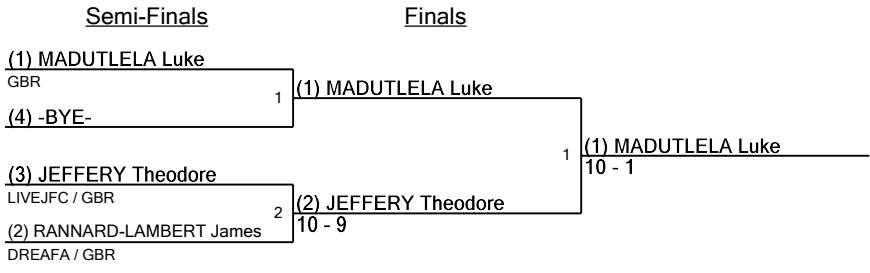 Semi-Finals
Finals
(1) MADUTLELA Luke
GBR
1
(4) -BYE-
(1) MADUTLELA Luke
(3) JEFFERY Theodore
LIVEJFC / GBR
2
(2) RANNARD-LAMBERT James
DREAFA / GBR
(2) JEFFERY Theodore
10 - 9
1
(1) MADUTLELA Luke
10 - 1